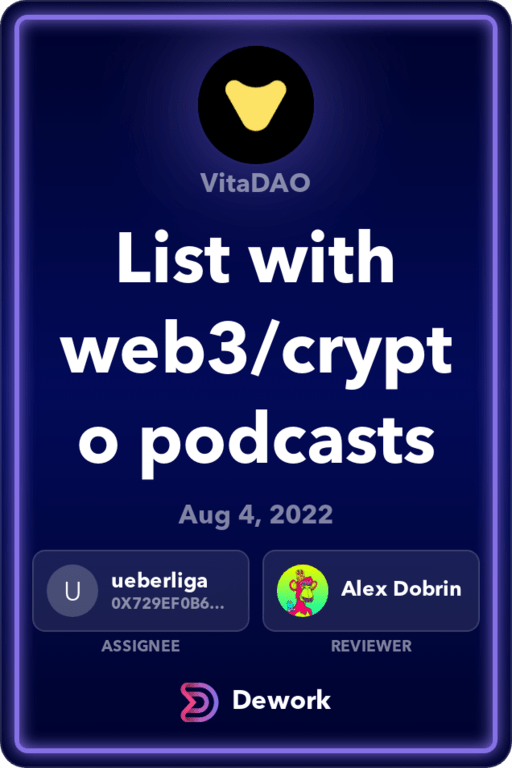 VitaDAO
List with
web3/crypt
o podcasts
Aug 4, 2022
U
ueberliga
0X729EF0B6...
Alex Dobrin
ASSIGNEE
REVIEWER
Dework